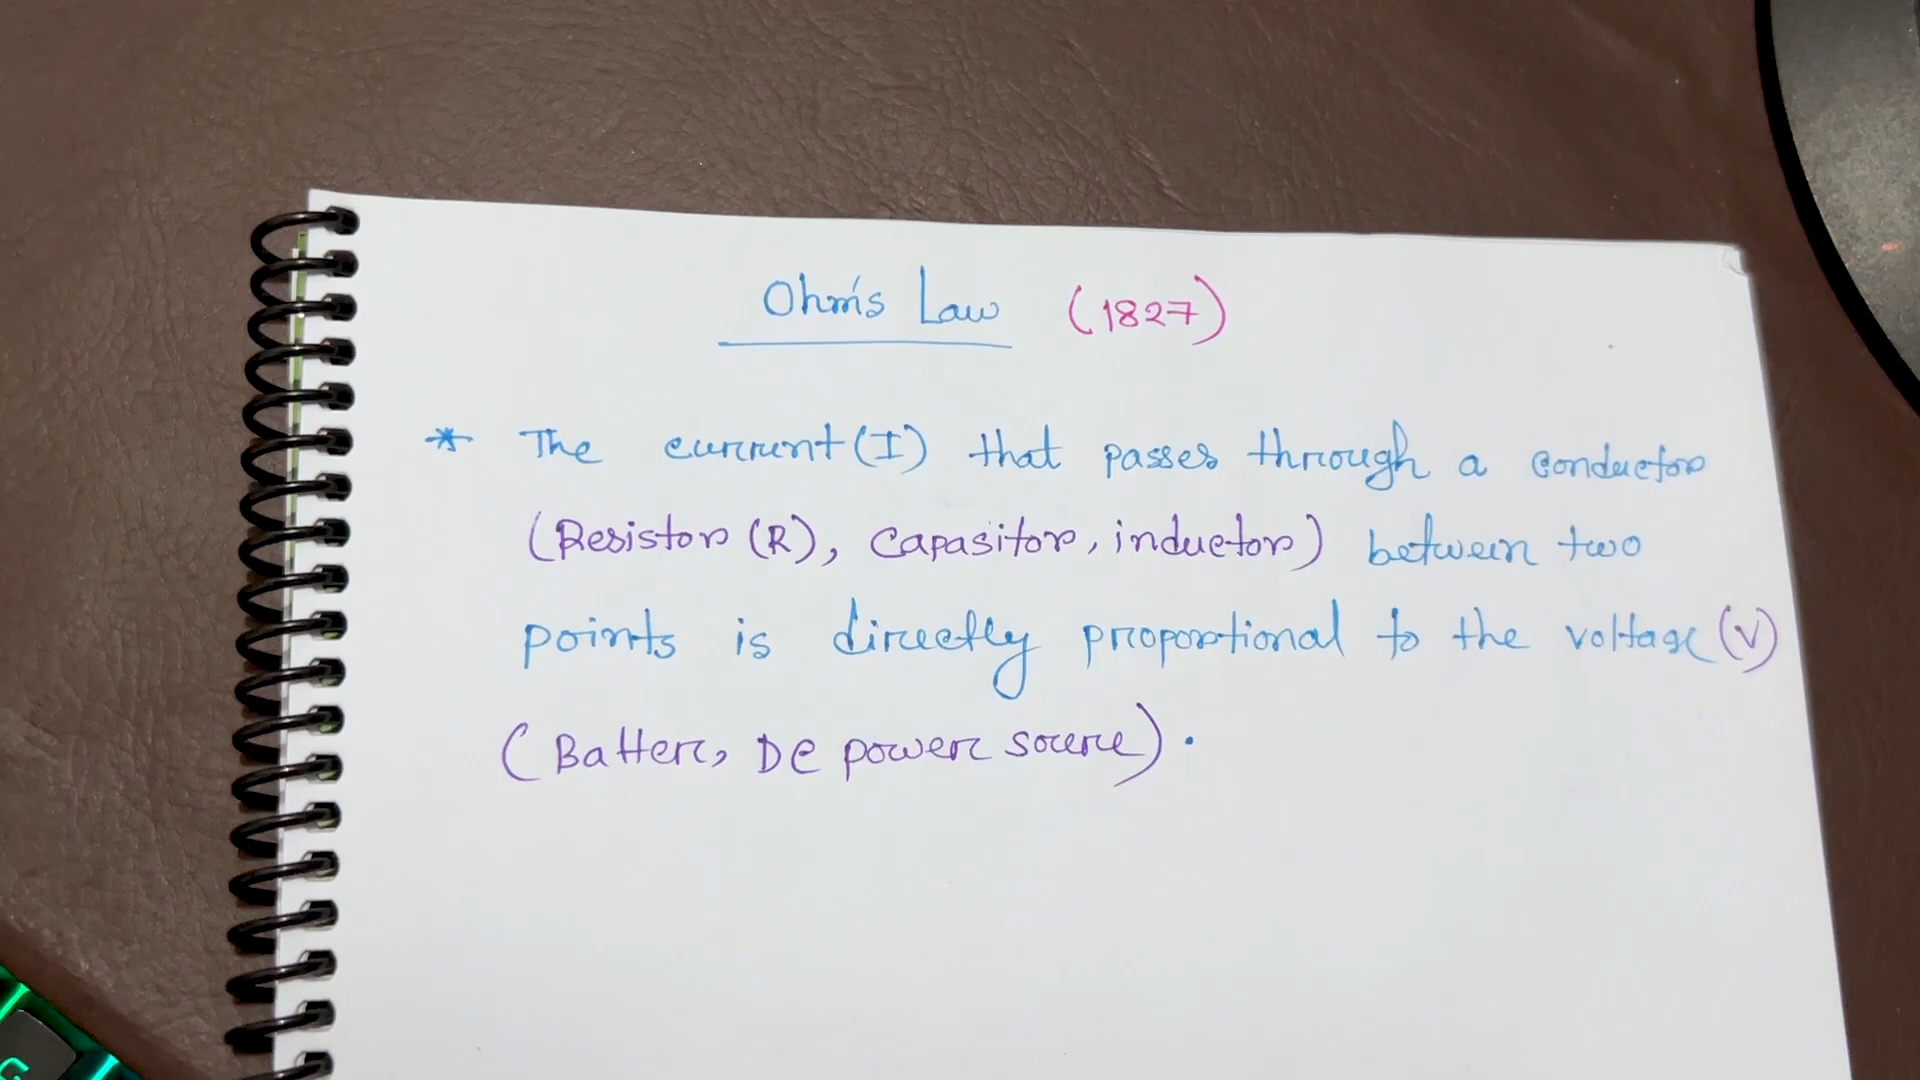 Ohm's Law (1827)
* The current (I) that passes through a conductor
(Resistor (R), Capasitor, inductor) between two
points is directly proportional to the voltage (V)
(Batter, DC power source).